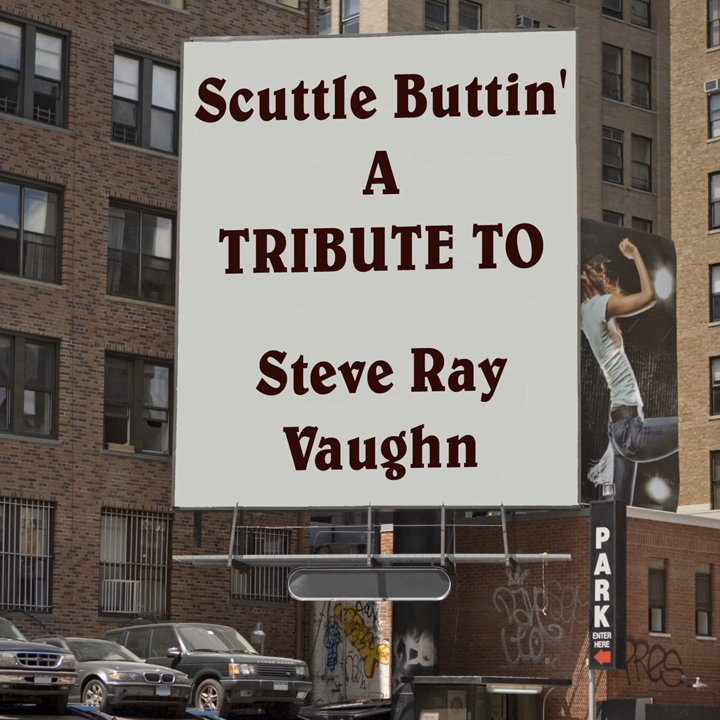 Scuttle Buttin'
A
TRIBUTE TO
Steve Ray
Vaughn
PARK
ENTER
HERE